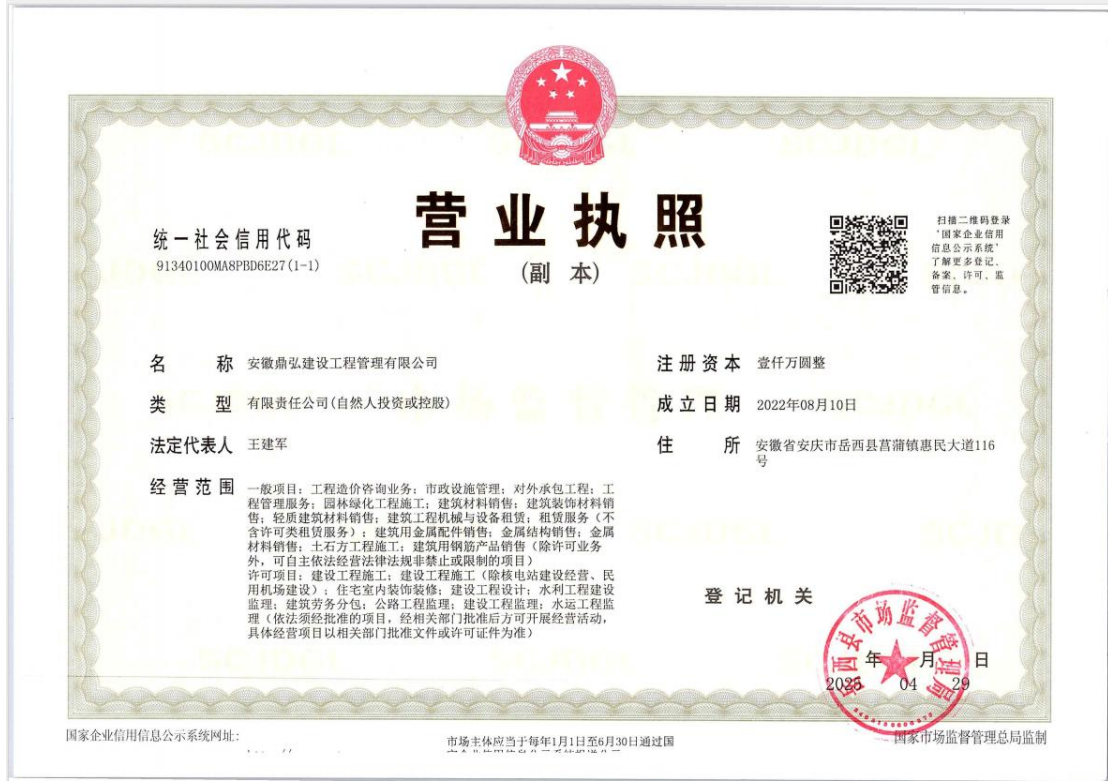 营业执照
(副 本)
统一社会信用代码
91340100MA8PBD6E27(1-1)
扫描二维码登录
‘国家企业信用
信息公示系统’
了解更多登记、
备案、许可、监
管信息。
名 称 安徽鼎弘建设工程管理有限公司
类 型 有限责任公司(自然人投资或控股)
法定代表人 王建军
经营范围 一般项目：工程造价咨询业务；市政设施管理；对外承包工程；工
程管理服务；园林绿化工程施工；建筑材料销售；建筑装饰材料销
售；轻质建筑材料销售；建筑工程机械与设备租赁；租赁服务（不
含许可类租赁服务）；建筑用金属配件销售；金属结构销售；金属
材料销售；土石方工程施工；建筑用钢筋产品销售（除许可业务
外，可自主依法经营法律法规非禁止或限制的项目）
许可项目：建设工程施工；建设工程施工（除核电站建设经营、民
用机场建设）；住宅室内装饰装修；建设工程设计；水利工程建设
监理；建筑劳务分包；公路工程监理；建设工程监理；水运工程监
理（依法须经批准的项目，经相关部门批准后方可开展经营活动，
具体经营项目以相关部门批准文件或许可证件为准）
注册资本 壹仟万圆整
成立日期 2022年08月10日
住 所 安徽省安庆市岳西县菖蒲镇惠民大道116
号
登记机关
岳西县市场监督管理局
年 月 日
2025 04 29
国家企业信用信息公示系统网址：
市场主体应当于每年1月1日至6月30日通过国
国家市场监督管理总局监制